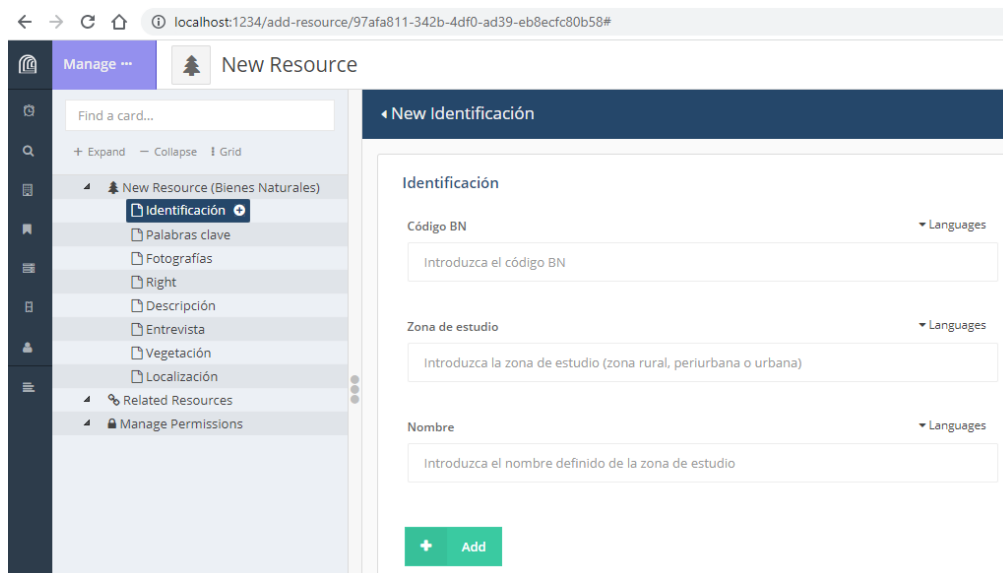 localhost:1234/add-resource/97afa811-342b-4df0-ad39-eb8ecfc80b58#
Manage ···
New Resource
Find a card...
+ Expand
− Collapse
Grid
New Resource (Bienes Naturales)
Identificación
Palabras clave
Fotografías
Right
Descripción
Entrevista
Vegetación
Localización
Related Resources
Manage Permissions
New Identificación
Identificación
Código BN
Languages
Introduzca el código BN
Zona de estudio
Languages
Introduzca la zona de estudio (zona rural, periurbana o urbana)
Nombre
Languages
Introduzca el nombre definido de la zona de estudio
+ Add